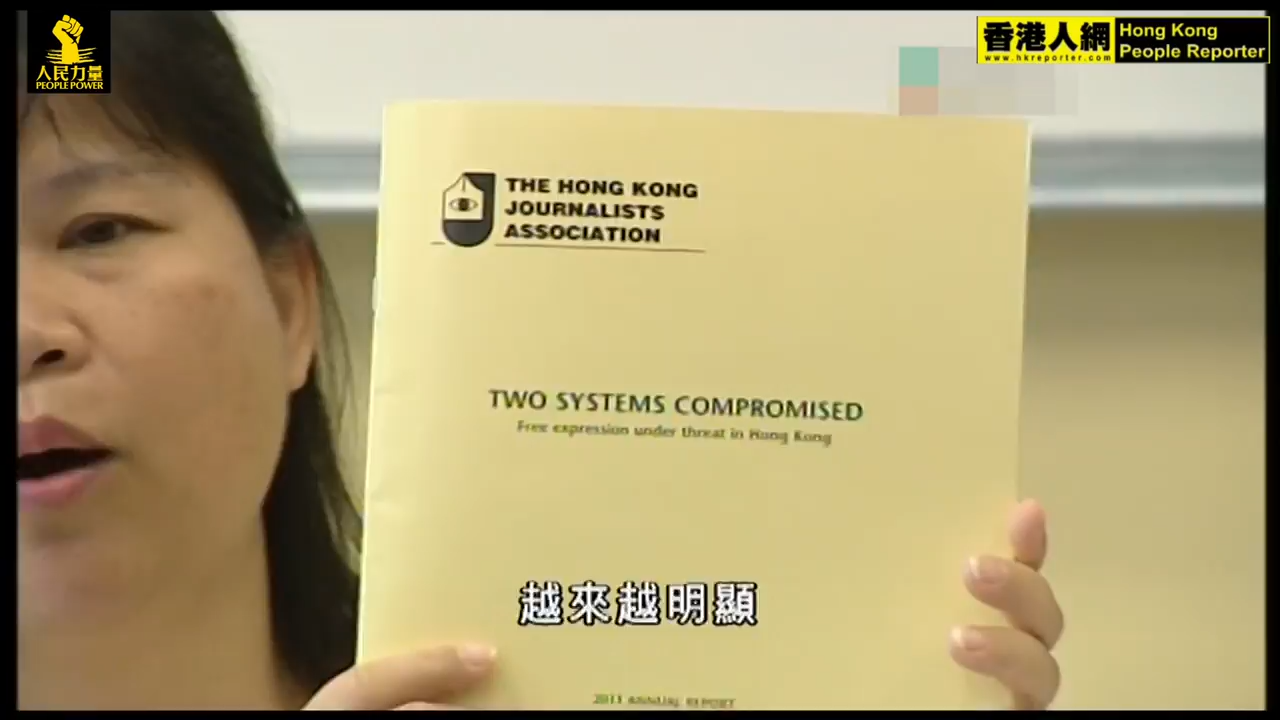 人民力量
PEOPLE POWER
香港人網
www.hkreporter.com
Hong Kong
People Reporter
THE HONG KONG
JOURNALISTS
ASSOCIATION
TWO SYSTEMS COMPROMISED
Free expression under threat in Hong Kong
越來越明顯
2011 ANNUAL REPORT